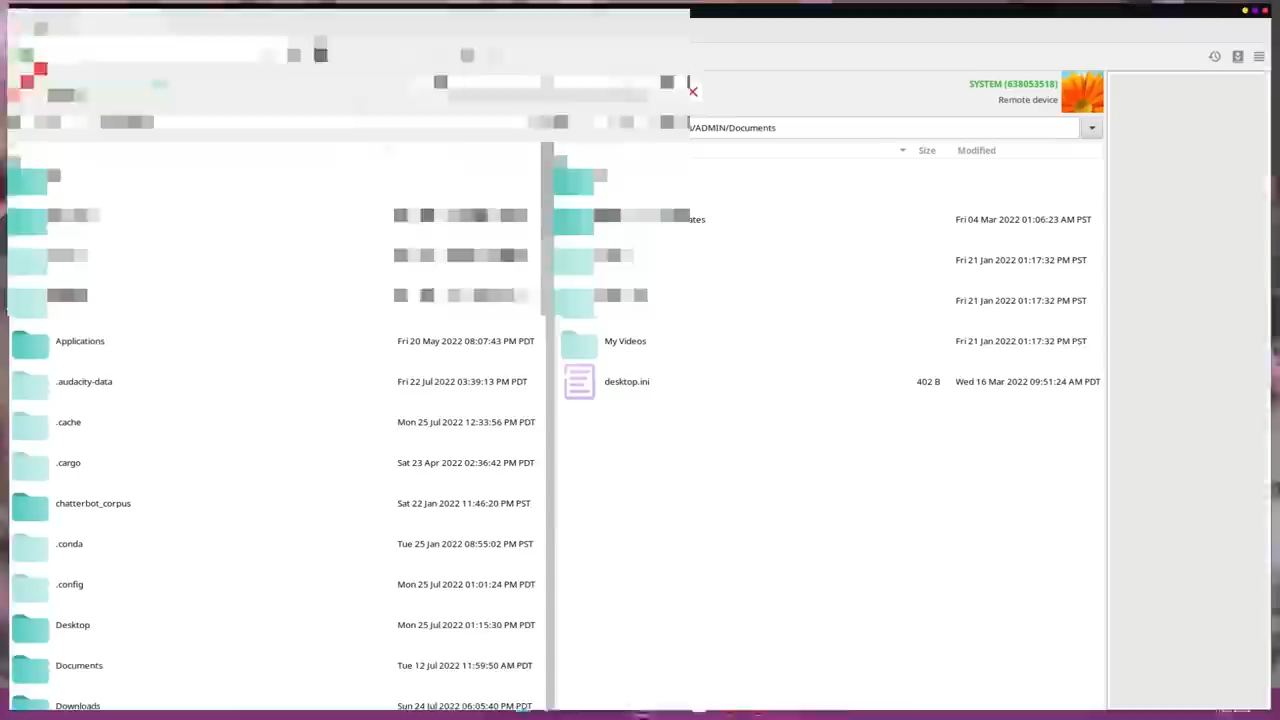 SYSTEM (638053518)
Remote device
/ADMIN/Documents
Size Modified
Fri 04 Mar 2022 01:06:23 AM PST
Fri 21 Jan 2022 01:17:32 PM PST
Fri 21 Jan 2022 01:17:32 PM PST
Applications Fri 20 May 2022 08:07:43 PM PDT
My Videos Fri 21 Jan 2022 01:17:32 PM PST
.audacity-data Fri 22 Jul 2022 03:39:13 PM PDT
desktop.ini 402 B Wed 16 Mar 2022 09:51:24 AM PDT
.cache Mon 25 Jul 2022 12:33:56 PM PDT
.cargo Sat 23 Apr 2022 02:36:42 PM PDT
chatterbot_corpus Sat 22 Jan 2022 11:46:20 PM PST
.conda Tue 25 Jan 2022 08:55:02 PM PST
.config Mon 25 Jul 2022 01:01:24 PM PDT
Desktop Mon 25 Jul 2022 01:15:30 PM PDT
Documents Tue 12 Jul 2022 11:59:50 AM PDT
Downloads Sun 24 Jul 2022 06:05:40 PM PDT